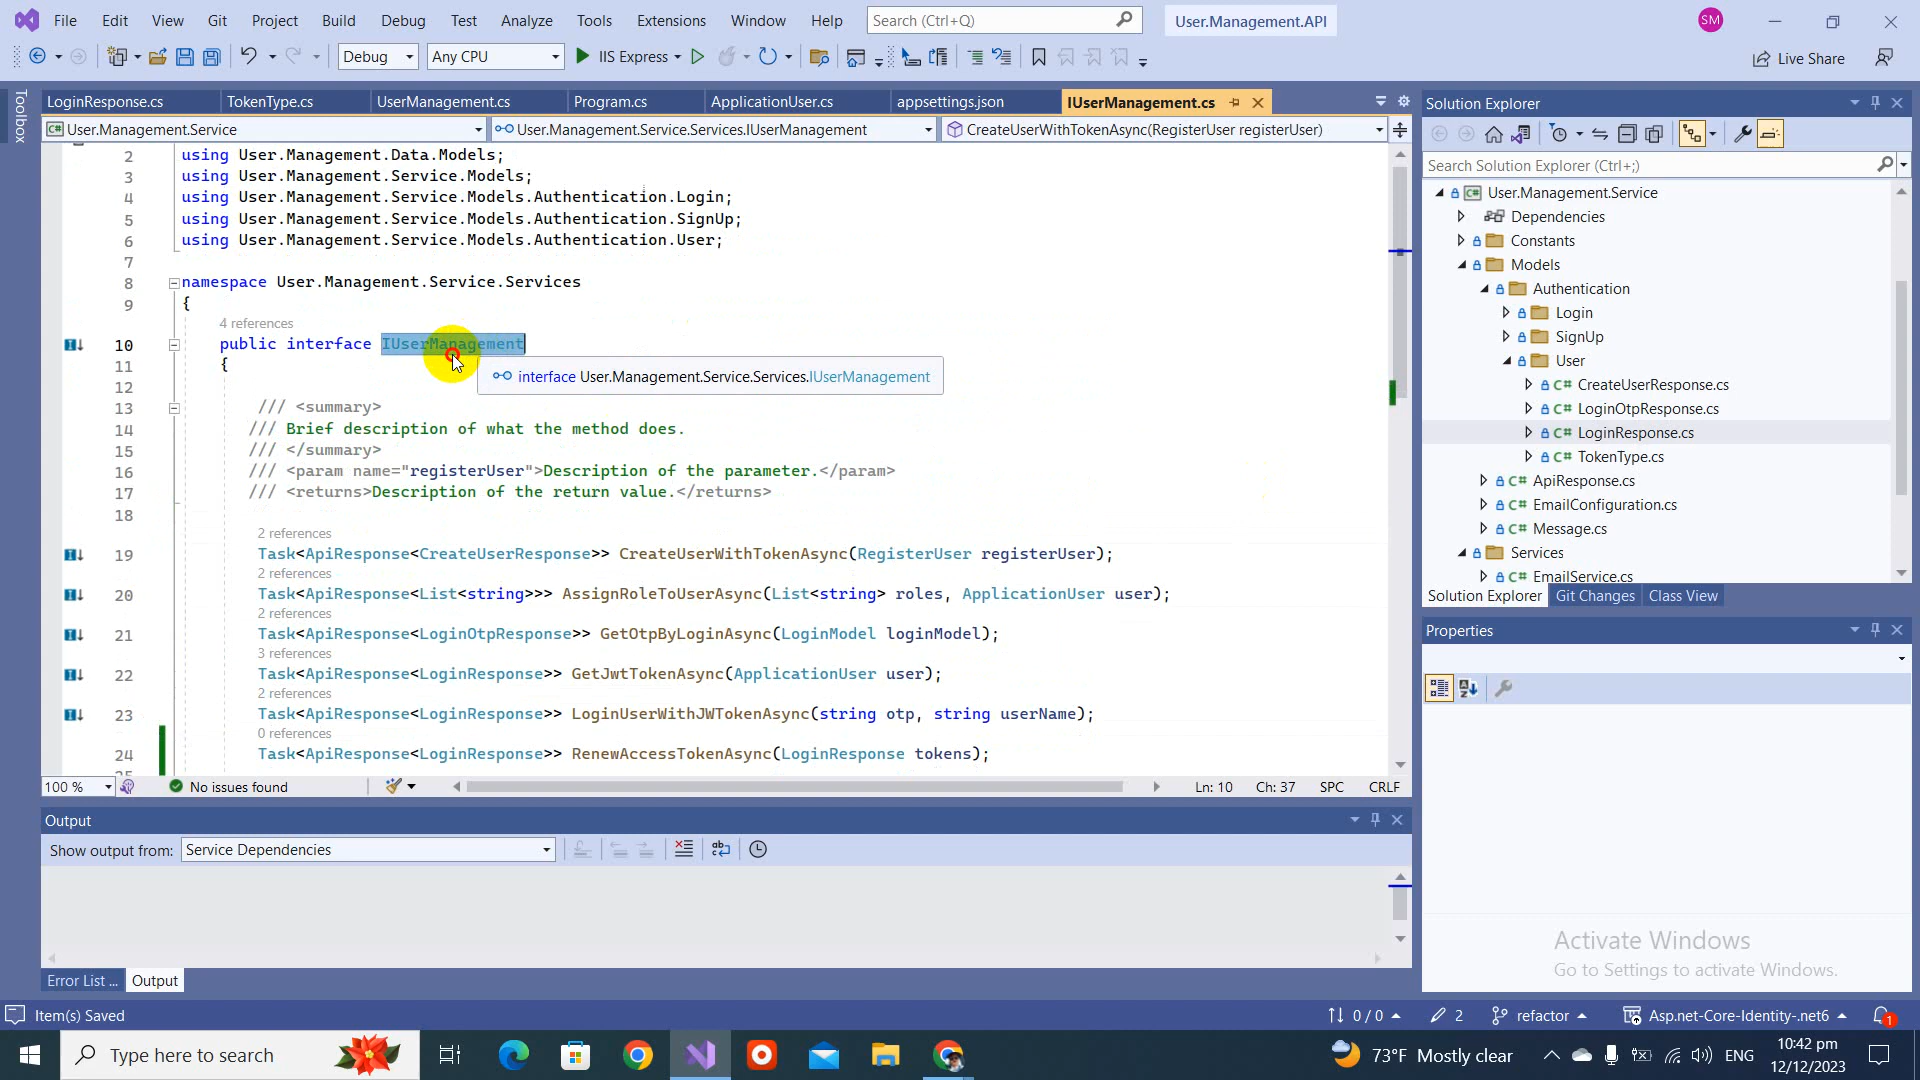 File Edit View Git Project Build Debug Test Analyze Tools Extensions Window Help Search (Ctrl+Q) User.Management.API SM
Debug Any CPU IIS Express Live Share
Toolbox
LoginResponse.cs TokenType.cs UserManagement.cs Program.cs ApplicationUser.cs appsettings.json IUserManagement.cs
User.Management.Service User.Management.Service.Services.IUserManagement CreateUserWithTokenAsync(RegisterUser registerUser)
2 using User.Management.Data.Models;
3 using User.Management.Service.Models;
4 using User.Management.Service.Models.Authentication.Login;
5 using User.Management.Service.Models.Authentication.SignUp;
6 using User.Management.Service.Models.Authentication.User;
7
8 namespace User.Management.Service.Services
9 {
4 references
10 public interface IUserManagement
11 {
interface User.Management.Service.Services.IUserManagement
12
13 /// <summary>
14 /// Brief description of what the method does.
15 /// </summary>
16 /// <param name="registerUser">Description of the parameter.</param>
17 /// <returns>Description of the return value.</returns>
18
2 references
19 Task<ApiResponse<CreateUserResponse>> CreateUserWithTokenAsync(RegisterUser registerUser);
2 references
20 Task<ApiResponse<List<string>>> AssignRoleToUserAsync(List<string> roles, ApplicationUser user);
2 references
21 Task<ApiResponse<LoginOtpResponse>> GetOtpByLoginAsync(LoginModel loginModel);
3 references
22 Task<ApiResponse<LoginResponse>> GetJwtTokenAsync(ApplicationUser user);
2 references
23 Task<ApiResponse<LoginResponse>> LoginUserWithJWTokenAsync(string otp, string userName);
0 references
24 Task<ApiResponse<LoginResponse>> RenewAccessTokenAsync(LoginResponse tokens);
100 % No issues found Ln: 10 Ch: 37 SPC CRLF
Output
Show output from: Service Dependencies
Error List ... Output
Solution Explorer
Search Solution Explorer (Ctrl+;)
User.Management.Service
Dependencies
Constants
Models
Authentication
Login
SignUp
User
C# CreateUserResponse.cs
C# LoginOtpResponse.cs
C# LoginResponse.cs
C# TokenType.cs
C# ApiResponse.cs
C# EmailConfiguration.cs
C# Message.cs
Services
C# EmailService.cs
Solution Explorer Git Changes Class View
Properties
Activate Windows
Go to Settings to activate Windows.
Item(s) Saved 0 / 0 2 refactor Asp.net-Core-Identity-.net6 1
Type here to search 73°F Mostly clear ENG 10:42 pm
12/12/2023